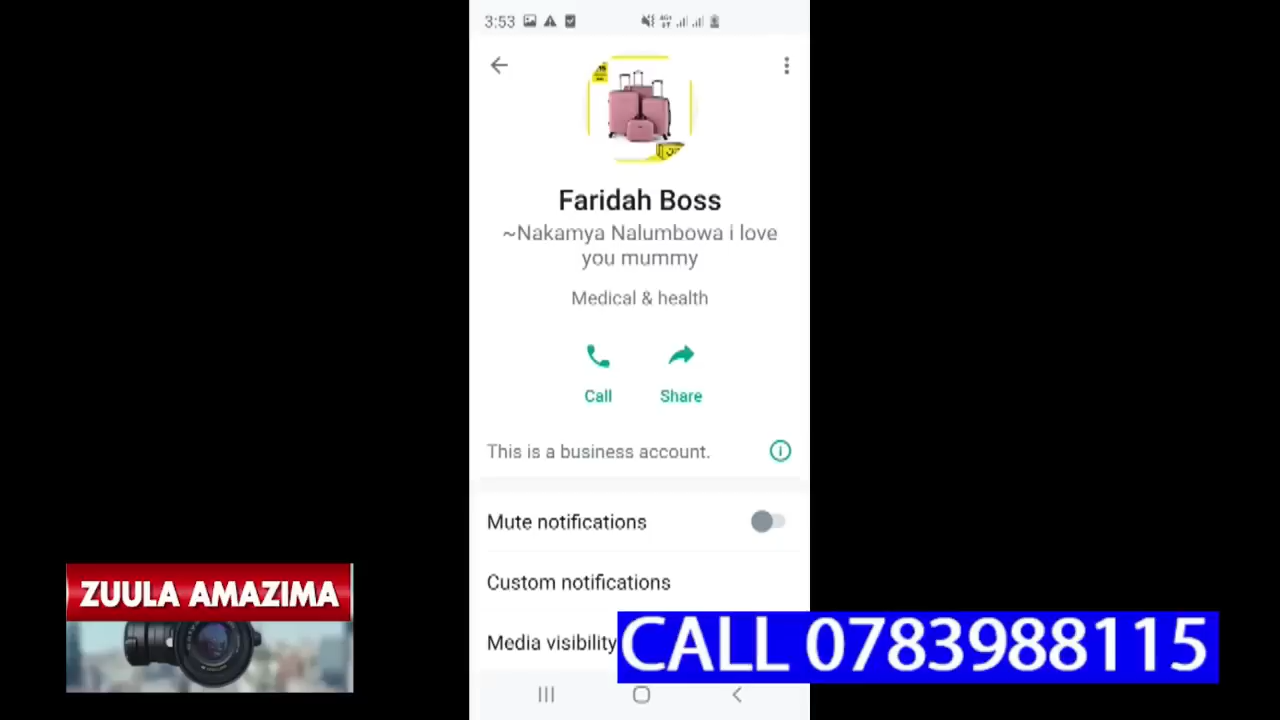 3:53
Faridah Boss
~Nakamya Nalumbowa i love
you mummy
Medical & health
Call
Share
This is a business account.
Mute notifications
Custom notifications
Media visibility
ZUULA AMAZIMA
CALL 0783988115